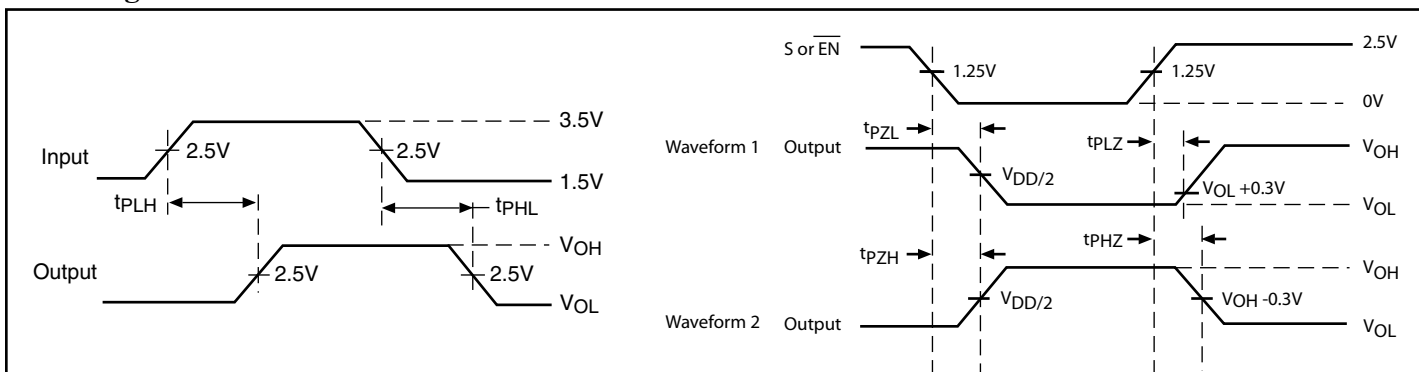 3.5V
Input
2.5V
2.5V
1.5V
tPLH
tPHL
VOH
Output
2.5V
2.5V
VOL
S or EN
2.5V
1.25V
1.25V
0V
tPZL
tPLZ
Waveform 1 Output
VOH
VDD/2
VOL +0.3V
VOL
tPZH
tPHZ
VOH
VDD/2
VOH -0.3V
Waveform 2 Output
VOL